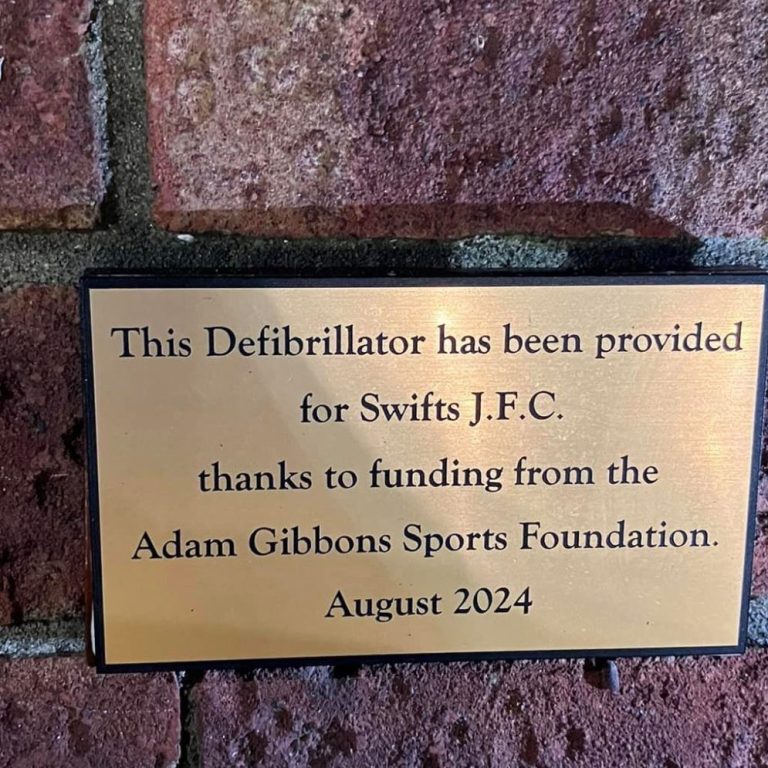 This Defibrillator has been provided
for Swifts J.F.C.
thanks to funding from the
Adam Gibbons Sports Foundation.
August 2024